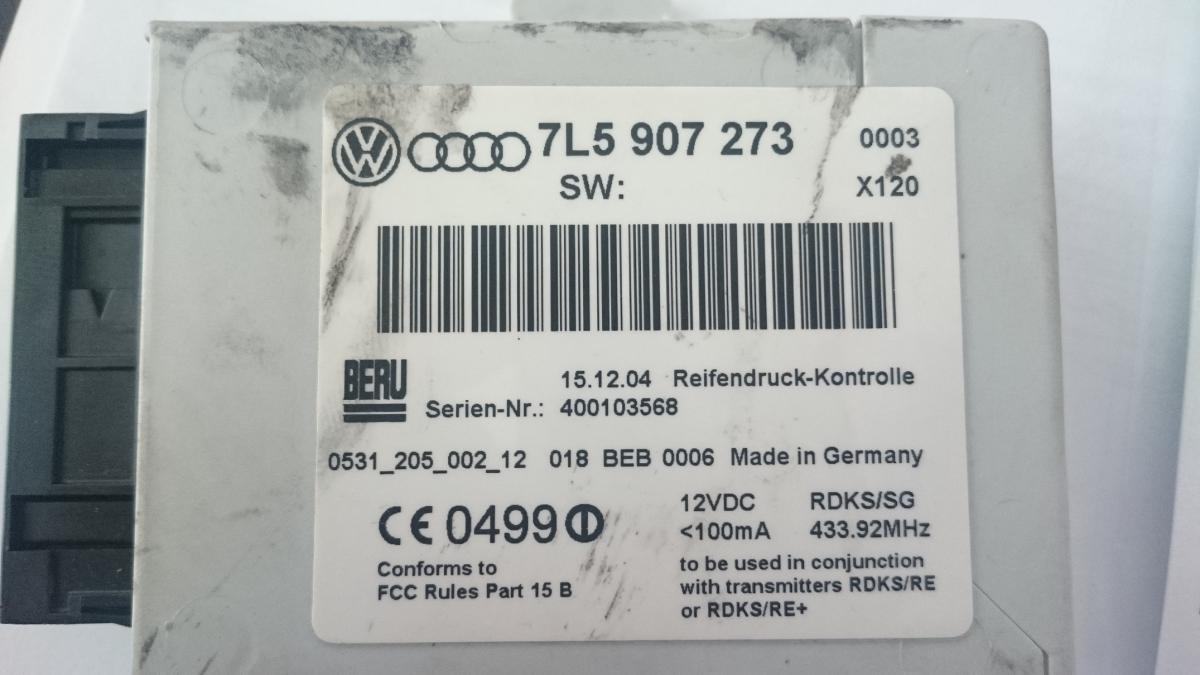 7L5 907 273 0003
SW: X120
BERU
15.12.04 Reifendruck-Kontrolle
Serien-Nr.: 400103568
0531_205_002_12 018 BEB 0006 Made in Germany
CE 0499
12VDC RDKS/SG
<100mA 433.92MHz
Conforms to
FCC Rules Part 15 B
to be used in conjunction
with transmitters RDKS/RE
or RDKS/RE+